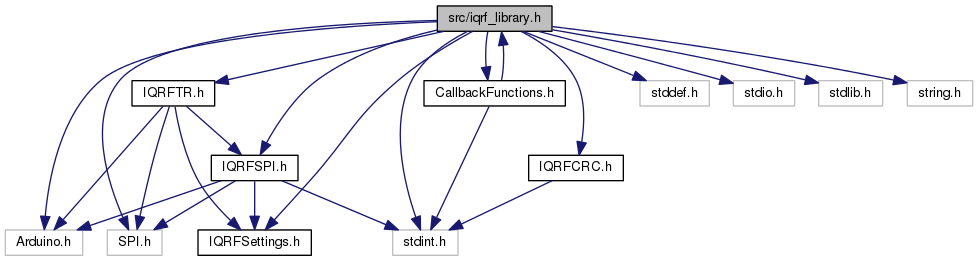 src/iqrf_library.h
IQRFTR.h
CallbackFunctions.h
stddef.h
stdio.h
stdlib.h
string.h
IQRFSPI.h
IQRFCRC.h
Arduino.h
SPI.h
IQRFSettings.h
stdint.h